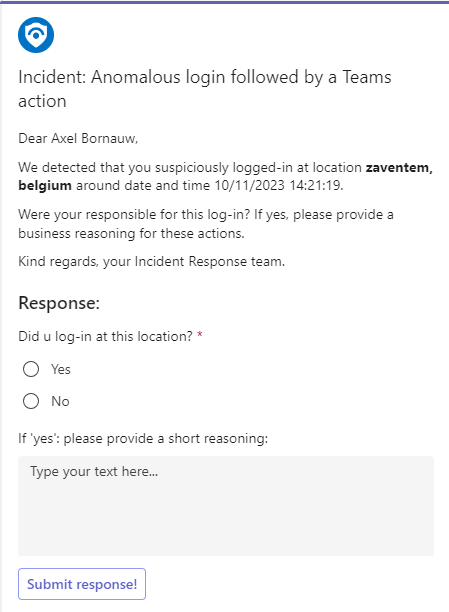 Incident: Anomalous login followed by a Teams
action
Dear Axel Bornauw,
We detected that you suspiciously logged-in at location zaventem,
belgium around date and time 10/11/2023 14:21:19.
Were your responsible for this log-in? If yes, please provide a
business reasoning for these actions.
Kind regards, your Incident Response team.
Response:
Did u log-in at this location? *
Yes
No
If 'yes': please provide a short reasoning:
Type your text here...
Submit response!